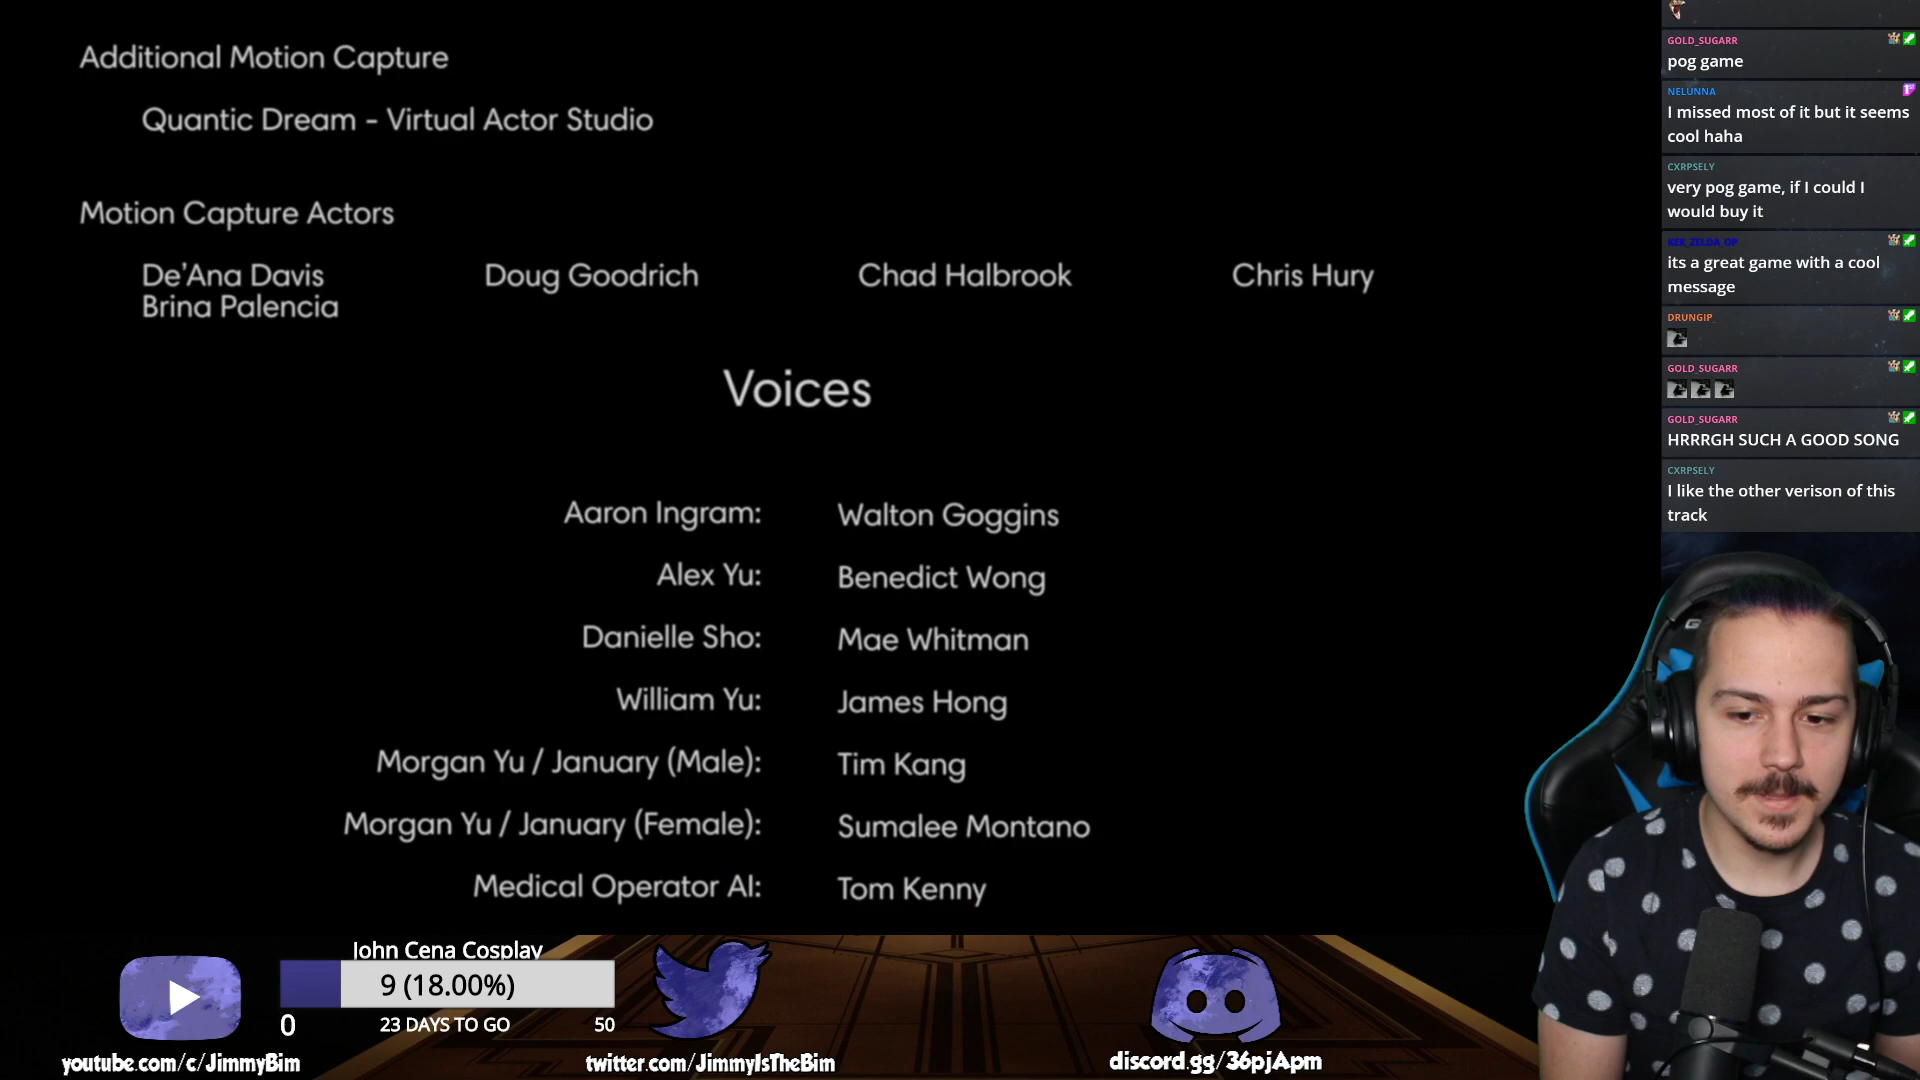 Additional Motion Capture
Quantic Dream - Virtual Actor Studio
Motion Capture Actors
De'Ana Davis Doug Goodrich Chad Halbrook Chris Hury
Brina Palencia
Voices
Aaron Ingram: Walton Goggins
Alex Yu: Benedict Wong
Danielle Sho: Mae Whitman
William Yu: James Hong
Morgan Yu / January (Male): Tim Kang
Morgan Yu / January (Female): Sumalee Montano
Medical Operator AI: Tom Kenny
GOLD_SUGARR
pog game
NELUNNA
I missed most of it but it seems
cool haha
CXRPSELY
very pog game, if I could I
would buy it
KEK_ZELDA_OP
its a great game with a cool
message
DRUNGIP_
GOLD_SUGARR
GOLD_SUGARR
HRRRGH SUCH A GOOD SONG
CXRPSELY
I like the other verison of this
track
John Cena Cosplay
9 (18.00%)
0 23 DAYS TO GO 50
youtube.com/c/JimmyBim
twitter.com/JimmyIsTheBim
discord.gg/36pjApm